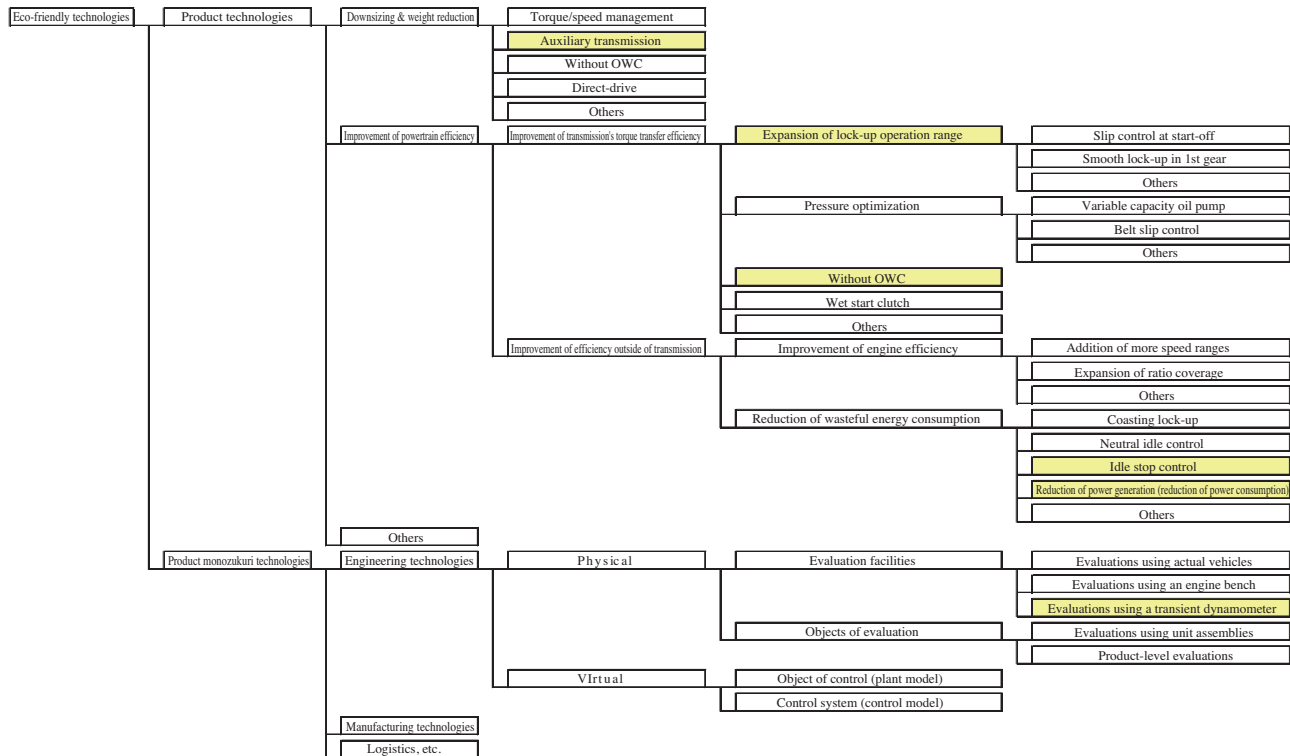 Eco-friendly technologies
Product technologies
Downsizing & weight reduction
Torque/speed management
Auxiliary transmission
Without OWC
Direct-drive
Others
Improvement of powertrain efficiency
Improvement of transmission's torque transfer efficiency
Expansion of lock-up operation range
Slip control at start-off
Smooth lock-up in 1st gear
Others
Pressure optimization
Variable capacity oil pump
Belt slip control
Others
Without OWC
Wet start clutch
Others
Improvement of efficiency outside of transmission
Improvement of engine efficiency
Addition of more speed ranges
Expansion of ratio coverage
Others
Reduction of wasteful energy consumption
Coasting lock-up
Neutral idle control
Idle stop control
Reduction of power generation (reduction of power consumption)
Others
Others
Product monozukuri technologies
Engineering technologies
Physical
Evaluation facilities
Evaluations using actual vehicles
Evaluations using an engine bench
Evaluations using a transient dynamometer
Objects of evaluation
Evaluations using unit assemblies
Product-level evaluations
VIrtual
Object of control (plant model)
Control system (control model)
Manufacturing technologies
Logistics, etc.